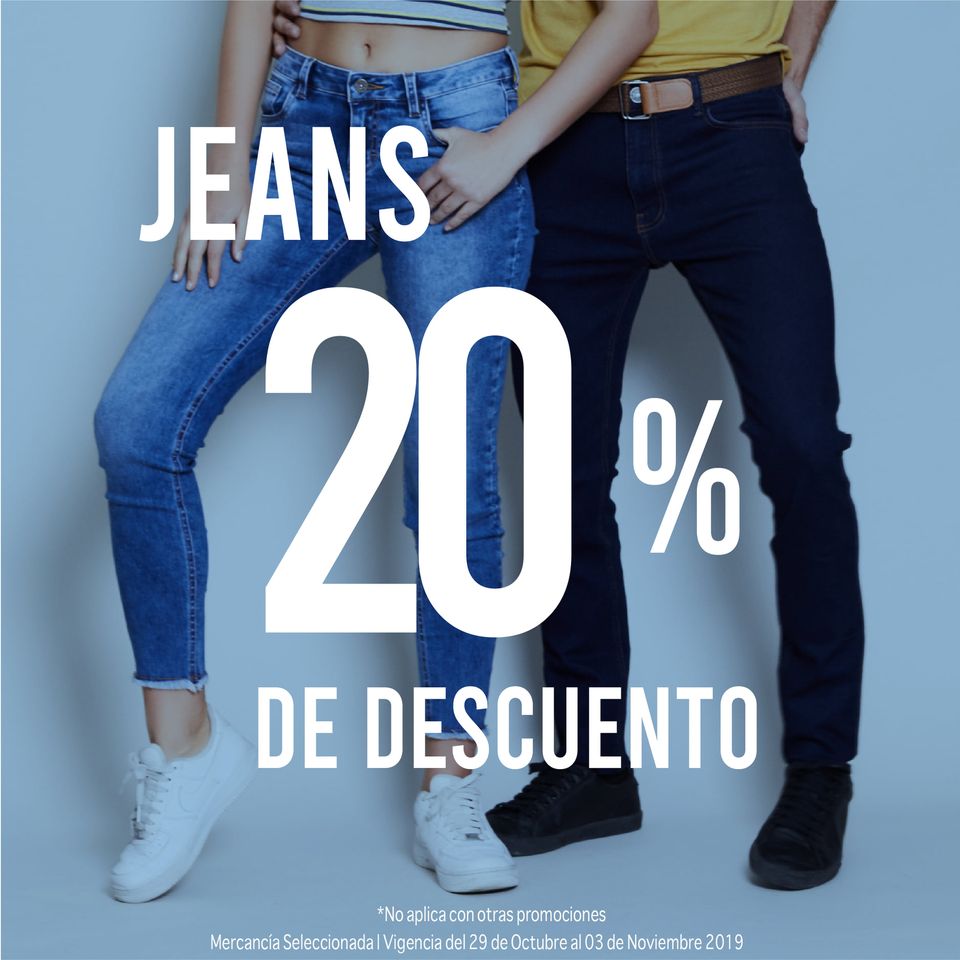 JEANS
20 %
DE DESCUENTO
*No aplica con otras promociones
Mercancía Seleccionada | Vigencia del 29 de Octubre al 03 de Noviembre 2019